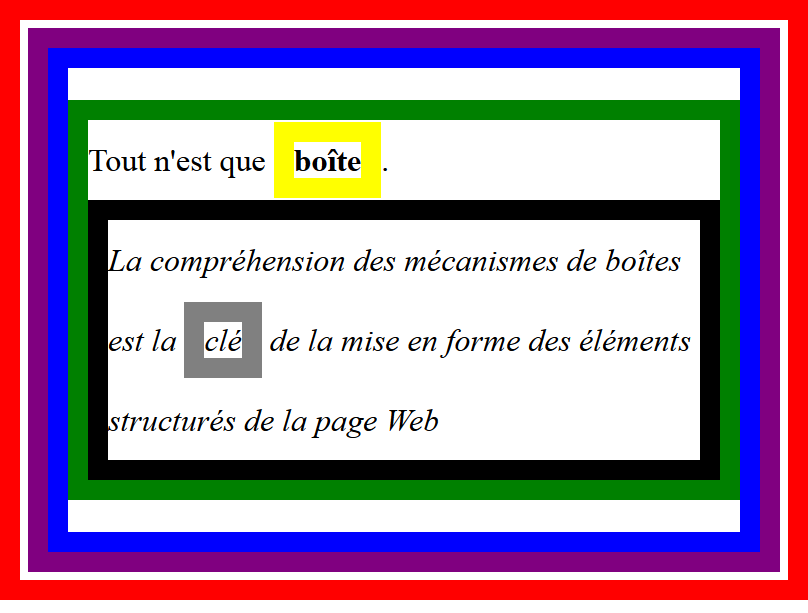 Tout n'est que boîte.
La compréhension des mécanismes de boîtes
est la clé de la mise en forme des éléments
structurés de la page Web